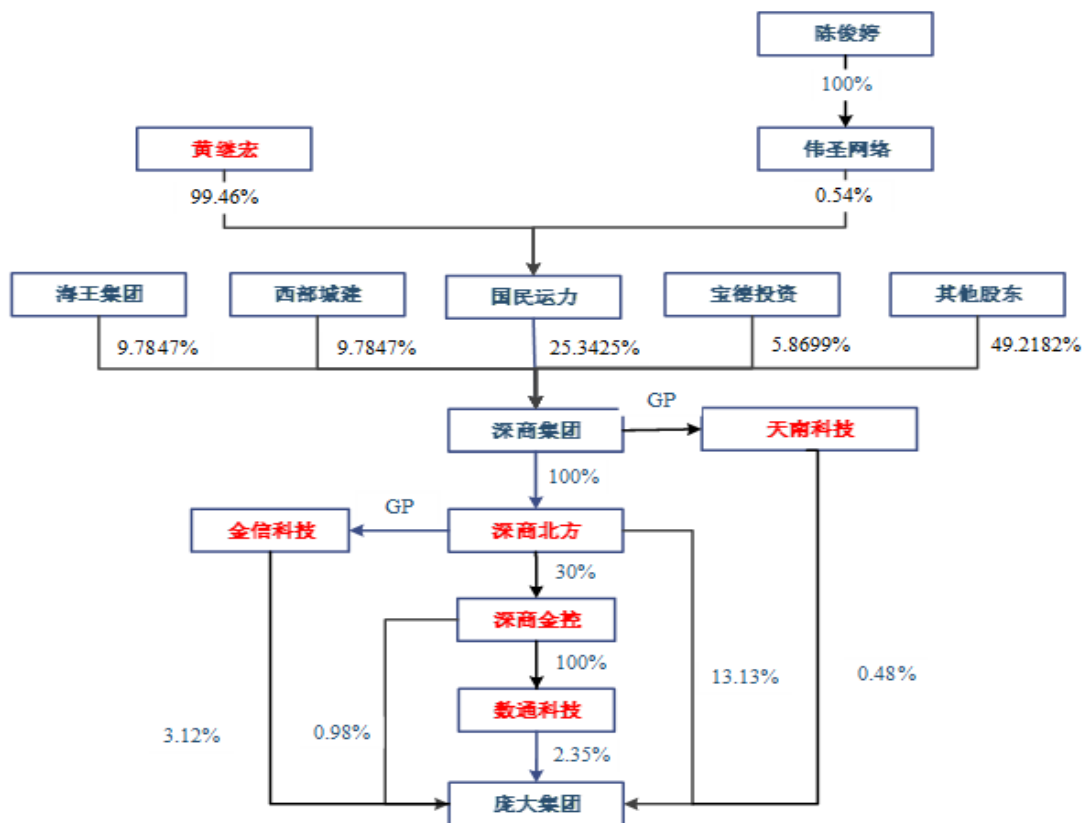 陈俊婷
100%
黄继宏
伟圣网络
99.46%
0.54%
海王集团
西部城建
国民运力
宝德投资
其他股东
9.7847%
9.7847%
25.3425%
5.8699%
49.2182%
GP
深商集团
天南科技
100%
GP
金信科技
深商北方
30%
深商金控
100%
13.13%
0.48%
数通科技
3.12%
0.98%
2.35%
庞大集团